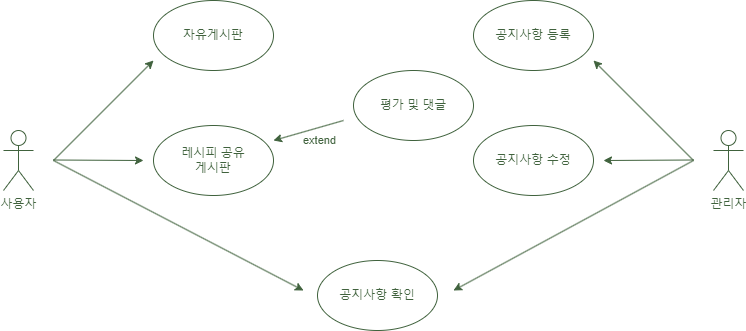 자유게시판
공지사항 등록
평가 및 댓글
extend
레시피 공유
게시판
공지사항 수정
사용자
관리자
공지사항 확인